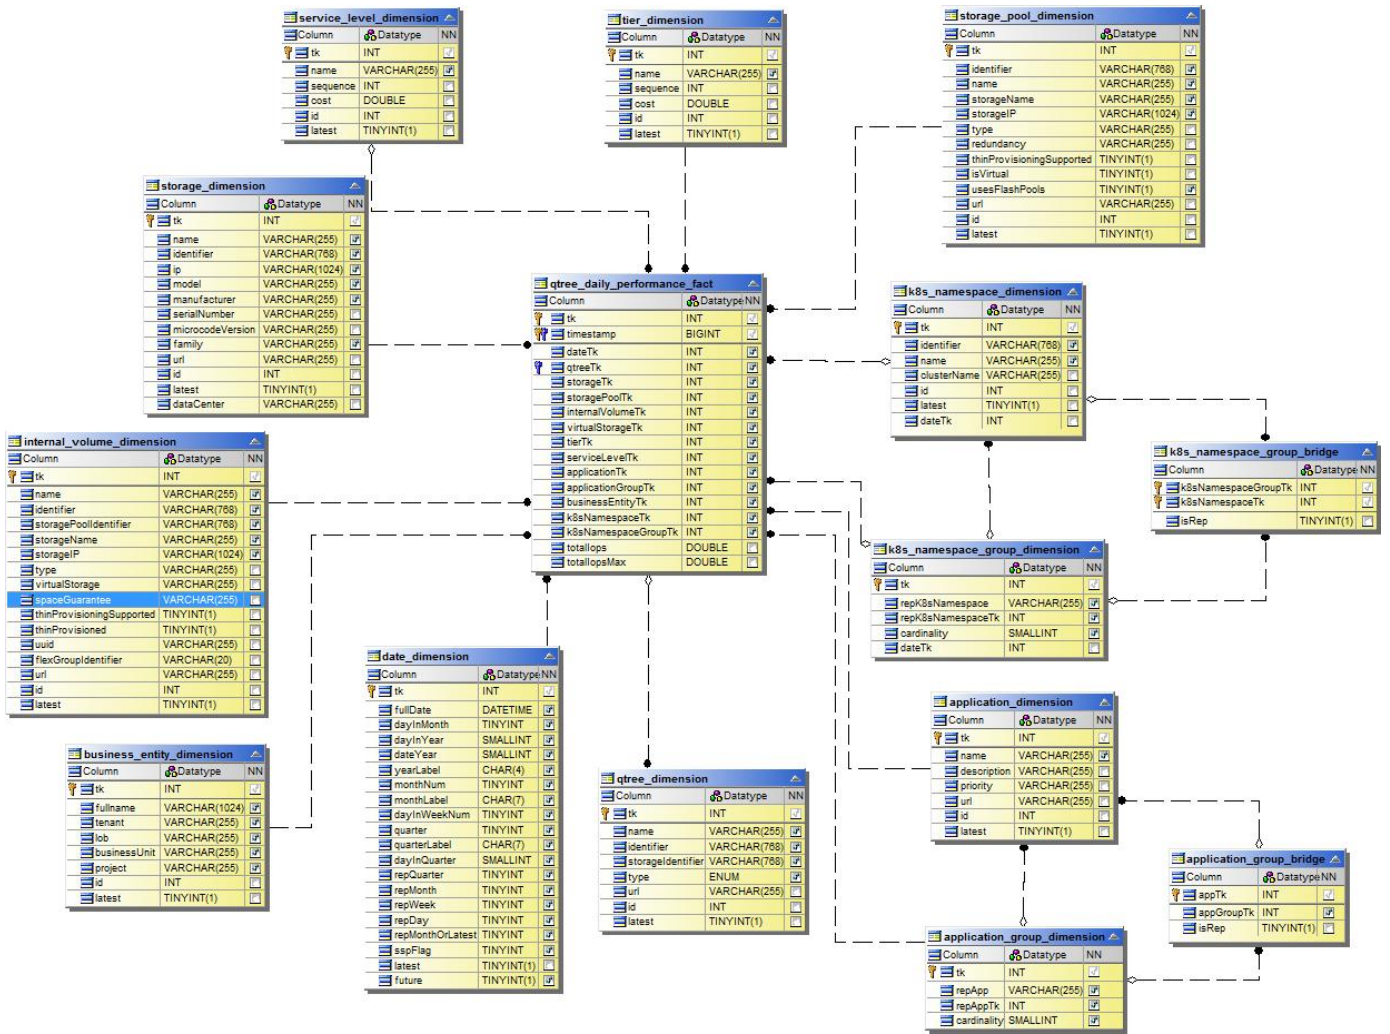 service_level_dimension
Column Datatype NN
tk INT
name VARCHAR(255)
sequence INT
cost DOUBLE
id INT
latest TINYINT(1)
tier_dimension
Column Datatype NN
tk INT
name VARCHAR(255)
sequence INT
cost DOUBLE
id INT
latest TINYINT(1)
storage_pool_dimension
Column Datatype NN
tk INT
identifier VARCHAR(768)
name VARCHAR(255)
storageName VARCHAR(255)
storageIP VARCHAR(1024)
type VARCHAR(255)
redundancy VARCHAR(255)
thinProvisioningSupported TINYINT(1)
isVirtual TINYINT(1)
usesFlashPools TINYINT(1)
url VARCHAR(255)
id INT
latest TINYINT(1)
storage_dimension
Column Datatype NN
tk INT
name VARCHAR(255)
identifier VARCHAR(768)
ip VARCHAR(1024)
model VARCHAR(255)
manufacturer VARCHAR(255)
serialNumber VARCHAR(255)
microcodeVersion VARCHAR(255)
family VARCHAR(255)
url VARCHAR(255)
id INT
latest TINYINT(1)
dataCenter VARCHAR(255)
qtree_daily_performance_fact
Column Datatype NN
tk INT
timestamp BIGINT
dateTk INT
qtreeTk INT
storageTk INT
storagePoolTk INT
internalVolumeTk INT
virtualStorageTk INT
tierTk INT
serviceLevelTk INT
applicationTk INT
applicationGroupTk INT
businessEntityTk INT
k8sNamespaceTk INT
k8sNamespaceGroupTk INT
totalIops DOUBLE
totalIopsMax DOUBLE
k8s_namespace_dimension
Column Datatype NN
tk INT
identifier VARCHAR(768)
name VARCHAR(255)
clusterName VARCHAR(255)
id INT
latest TINYINT(1)
dateTk INT
k8s_namespace_group_bridge
Column Datatype NN
k8sNamespaceGroupTk INT
k8sNamespaceTk INT
isRep TINYINT(1)
internal_volume_dimension
Column Datatype NN
tk INT
name VARCHAR(255)
identifier VARCHAR(768)
storagePoolIdentifier VARCHAR(768)
storageName VARCHAR(255)
storageIP VARCHAR(1024)
type VARCHAR(255)
virtualStorage VARCHAR(255)
spaceGuarantee VARCHAR(255)
thinProvisioningSupported TINYINT(1)
thinProvisioned TINYINT(1)
uuid VARCHAR(255)
flexGroupIdentifier VARCHAR(20)
url VARCHAR(255)
id INT
latest TINYINT(1)
k8s_namespace_group_dimension
Column Datatype NN
tk INT
repK8sNamespace VARCHAR(255)
repK8sNamespaceTk INT
cardinality SMALLINT
dateTk INT
date_dimension
Column Datatype NN
tk INT
fullDate DATETIME
dayInMonth TINYINT
dayInYear SMALLINT
dateYear SMALLINT
yearLabel CHAR(4)
monthNum TINYINT
monthLabel CHAR(7)
dayInWeekNum TINYINT
quarter TINYINT
quarterLabel CHAR(7)
dayInQuarter SMALLINT
repQuarter TINYINT
repMonth TINYINT
repWeek TINYINT
repDay TINYINT
repMonthOrLatest TINYINT
sspFlag TINYINT
latest TINYINT(1)
future TINYINT(1)
business_entity_dimension
Column Datatype NN
tk INT
fullname VARCHAR(1024)
tenant VARCHAR(255)
lob VARCHAR(255)
businessUnit VARCHAR(255)
project VARCHAR(255)
id INT
latest TINYINT(1)
qtree_dimension
Column Datatype NN
tk INT
name VARCHAR(255)
identifier VARCHAR(768)
storageIdentifier VARCHAR(768)
type ENUM
url VARCHAR(255)
id INT
latest TINYINT(1)
application_dimension
Column Datatype NN
tk INT
name VARCHAR(255)
description VARCHAR(255)
priority VARCHAR(255)
url VARCHAR(255)
id INT
latest TINYINT(1)
application_group_bridge
Column Datatype NN
appTk INT
appGroupTk INT
isRep TINYINT(1)
application_group_dimension
Column Datatype NN
tk INT
repApp VARCHAR(255)
repAppTk INT
cardinality SMALLINT